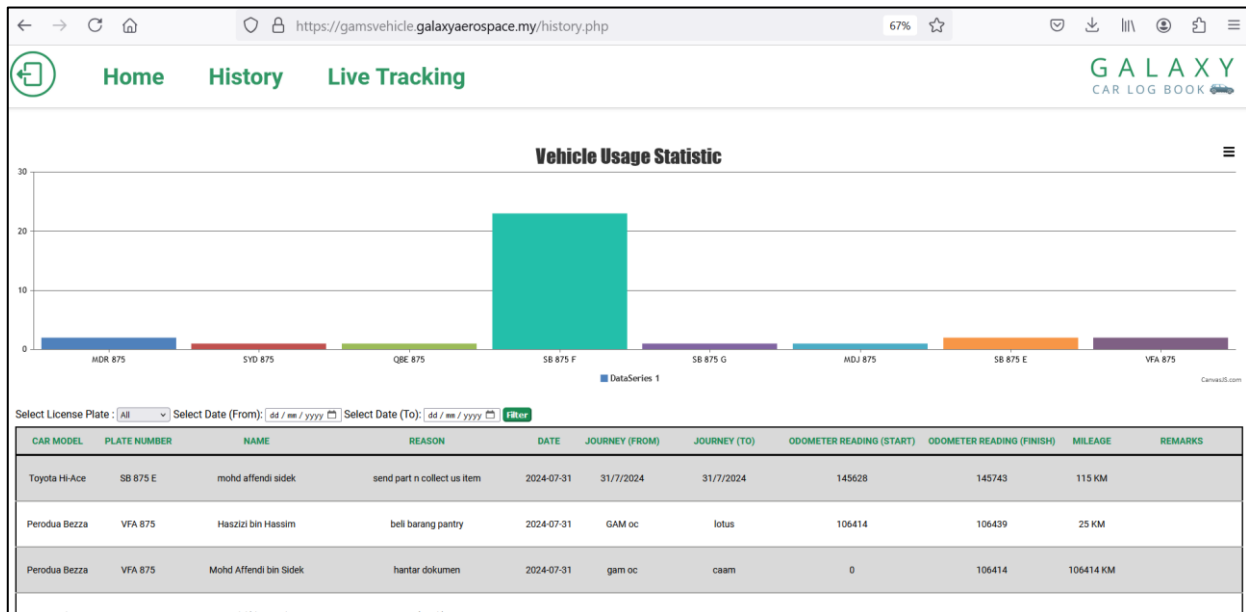 https://gamsvehicle.galaxyaerospace.my/history.php 67%
Home History Live Tracking
GALAXY
CAR LOG BOOK
Vehicle Usage Statistic
30
20
10
0
MDR 875 SYD 875 QBE 875 SB 875 F SB 875 G MDJ 875 SB 875 E VFA 875
DataSeries 1
CanvasJS.com
Select License Plate : All Select Date (From): dd / mm / yyyy Select Date (To): dd / mm / yyyy Filter
CAR MODEL PLATE NUMBER NAME REASON DATE JOURNEY (FROM) JOURNEY (TO) ODOMETER READING (START) ODOMETER READING (FINISH) MILEAGE REMARKS
Toyota Hi-Ace SB 875 E mohd affendi sidek send part n collect us item 2024-07-31 31/7/2024 31/7/2024 145628 145743 115 KM
Perodua Bezza VFA 875 Haszizi bin Hassim beli barang pantry 2024-07-31 GAM oc lotus 106414 106439 25 KM
Perodua Bezza VFA 875 Mohd Affendi bin Sidek hantar dokumen 2024-07-31 gam oc caam 0 106414 106414 KM